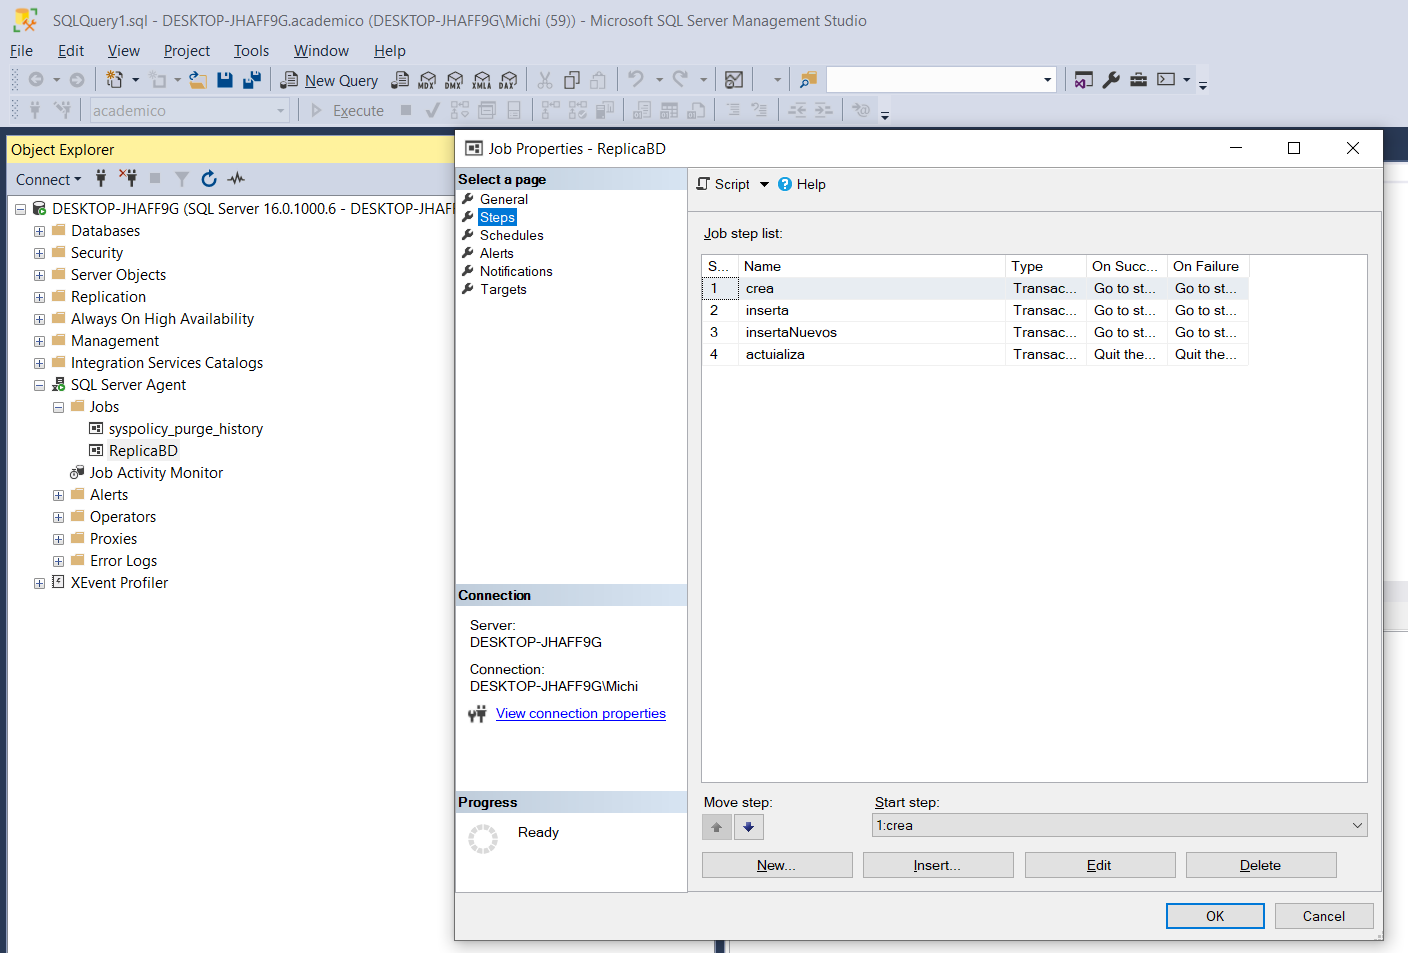 SQLQuery1.sql - DESKTOP-JHAFF9G.academico (DESKTOP-JHAFF9G\Michi (59)) - Microsoft SQL Server Management Studio
File Edit View Project Tools Window Help
New Query MDX DMX XMLA DAX
academico Execute
Object Explorer
Connect
DESKTOP-JHAFF9G (SQL Server 16.0.1000.6 - DESKTOP-JHAF
Databases
Security
Server Objects
Replication
Always On High Availability
Management
Integration Services Catalogs
SQL Server Agent
Jobs
syspolicy_purge_history
ReplicaBD
Job Activity Monitor
Alerts
Operators
Proxies
Error Logs
XEvent Profiler
Job Properties - ReplicaBD
Select a page
General
Steps
Schedules
Alerts
Notifications
Targets
Connection
Server:
DESKTOP-JHAFF9G
Connection:
DESKTOP-JHAFF9G\Michi
View connection properties
Progress
Ready
Script Help
Job step list:
S... Name Type On Succ... On Failure
1 crea Transac... Go to st... Go to st...
2 inserta Transac... Go to st... Go to st...
3 insertaNuevos Transac... Go to st... Go to st...
4 actuializa Transac... Quit the... Quit the...
Move step: Start step:
1:crea
New... Insert... Edit Delete
OK Cancel